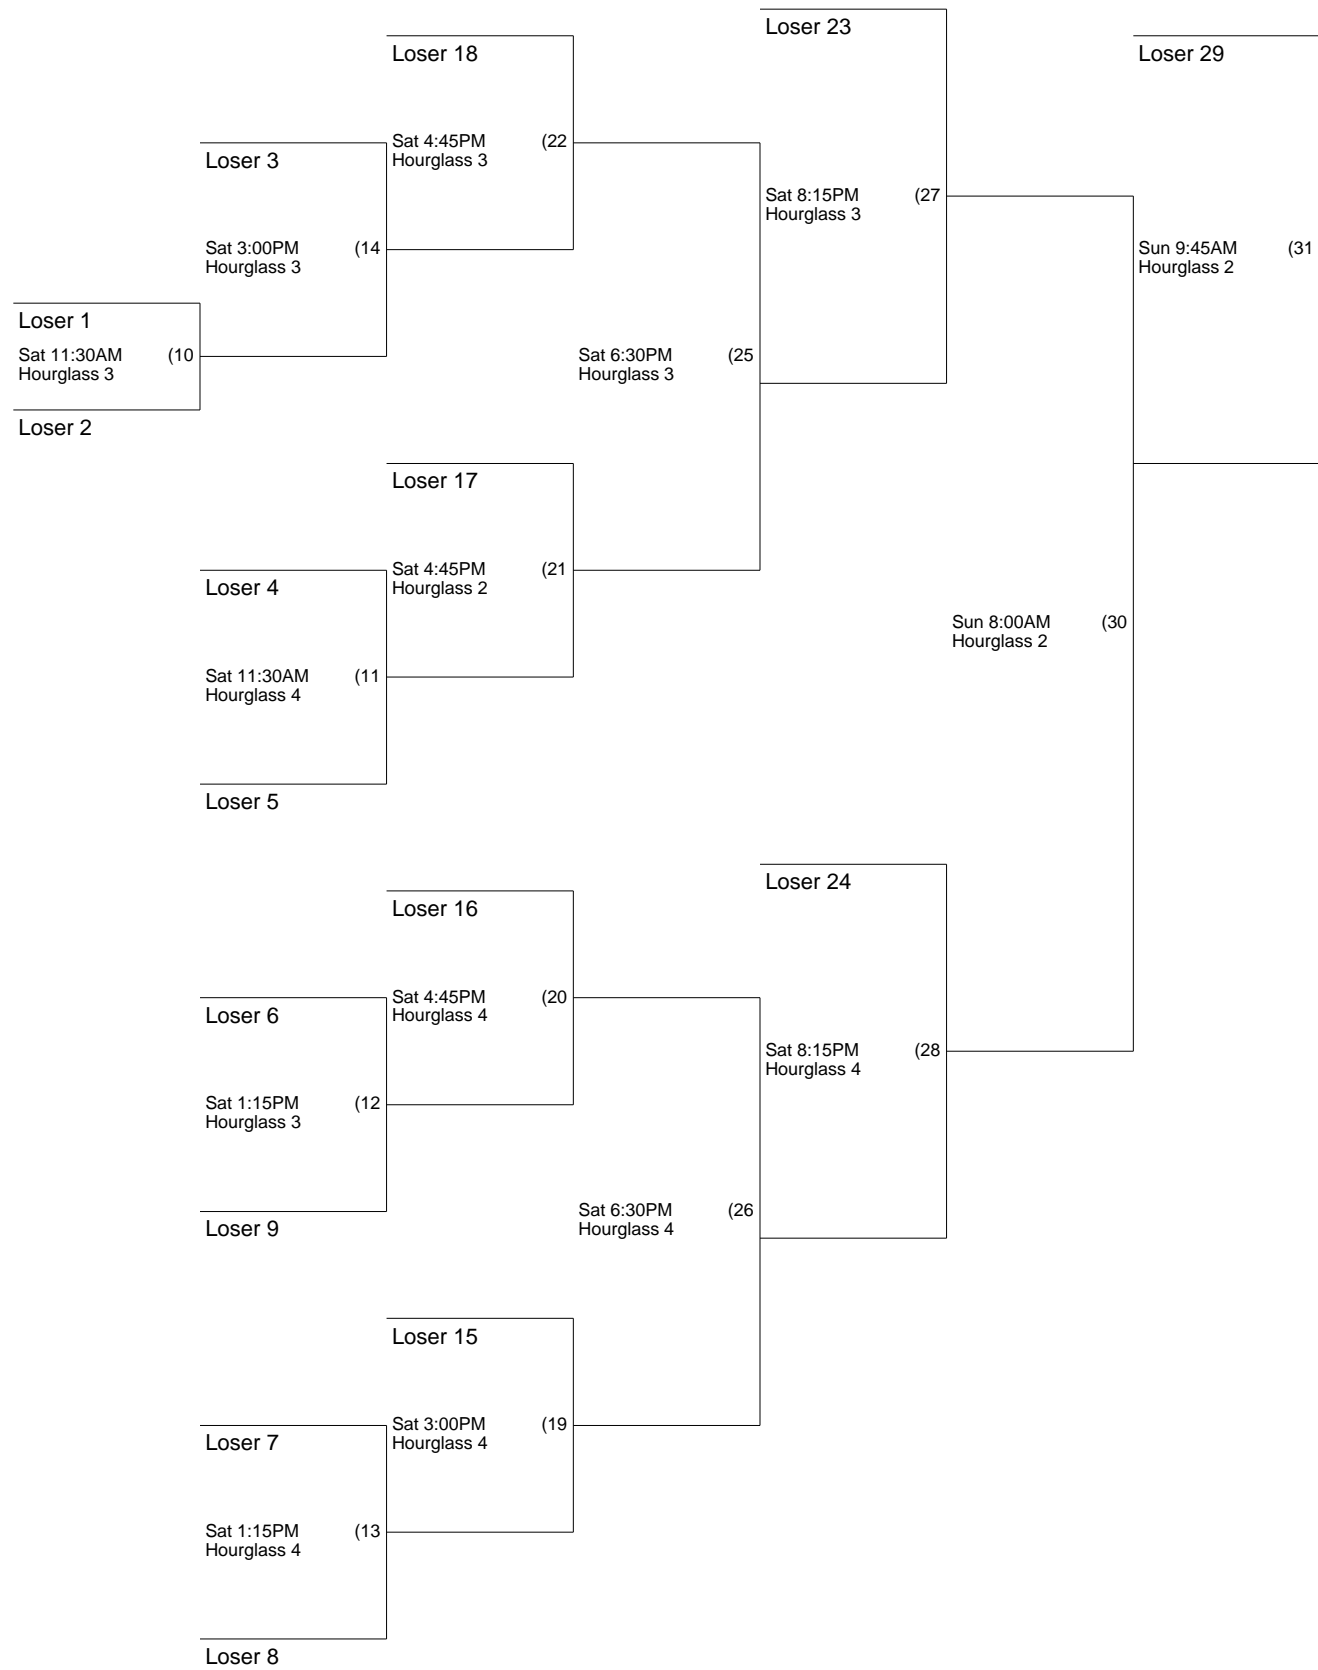 Loser 23
Loser 18
Loser 29
Sat 4:45PM (22
Hourglass 3
Loser 3
Sat 8:15PM (27
Hourglass 3
Sat 3:00PM (14
Hourglass 3
Sun 9:45AM (31
Hourglass 2
Loser 1
Sat 11:30AM (10
Hourglass 3
Sat 6:30PM (25
Hourglass 3
Loser 2
Loser 17
Sat 4:45PM (21
Hourglass 2
Loser 4
Sun 8:00AM (30
Hourglass 2
Sat 11:30AM (11
Hourglass 4
Loser 5
Loser 24
Loser 16
Sat 4:45PM (20
Hourglass 4
Loser 6
Sat 8:15PM (28
Hourglass 4
Sat 1:15PM (12
Hourglass 3
Sat 6:30PM (26
Hourglass 4
Loser 9
Loser 15
Sat 3:00PM (19
Hourglass 4
Loser 7
Sat 1:15PM (13
Hourglass 4
Loser 8